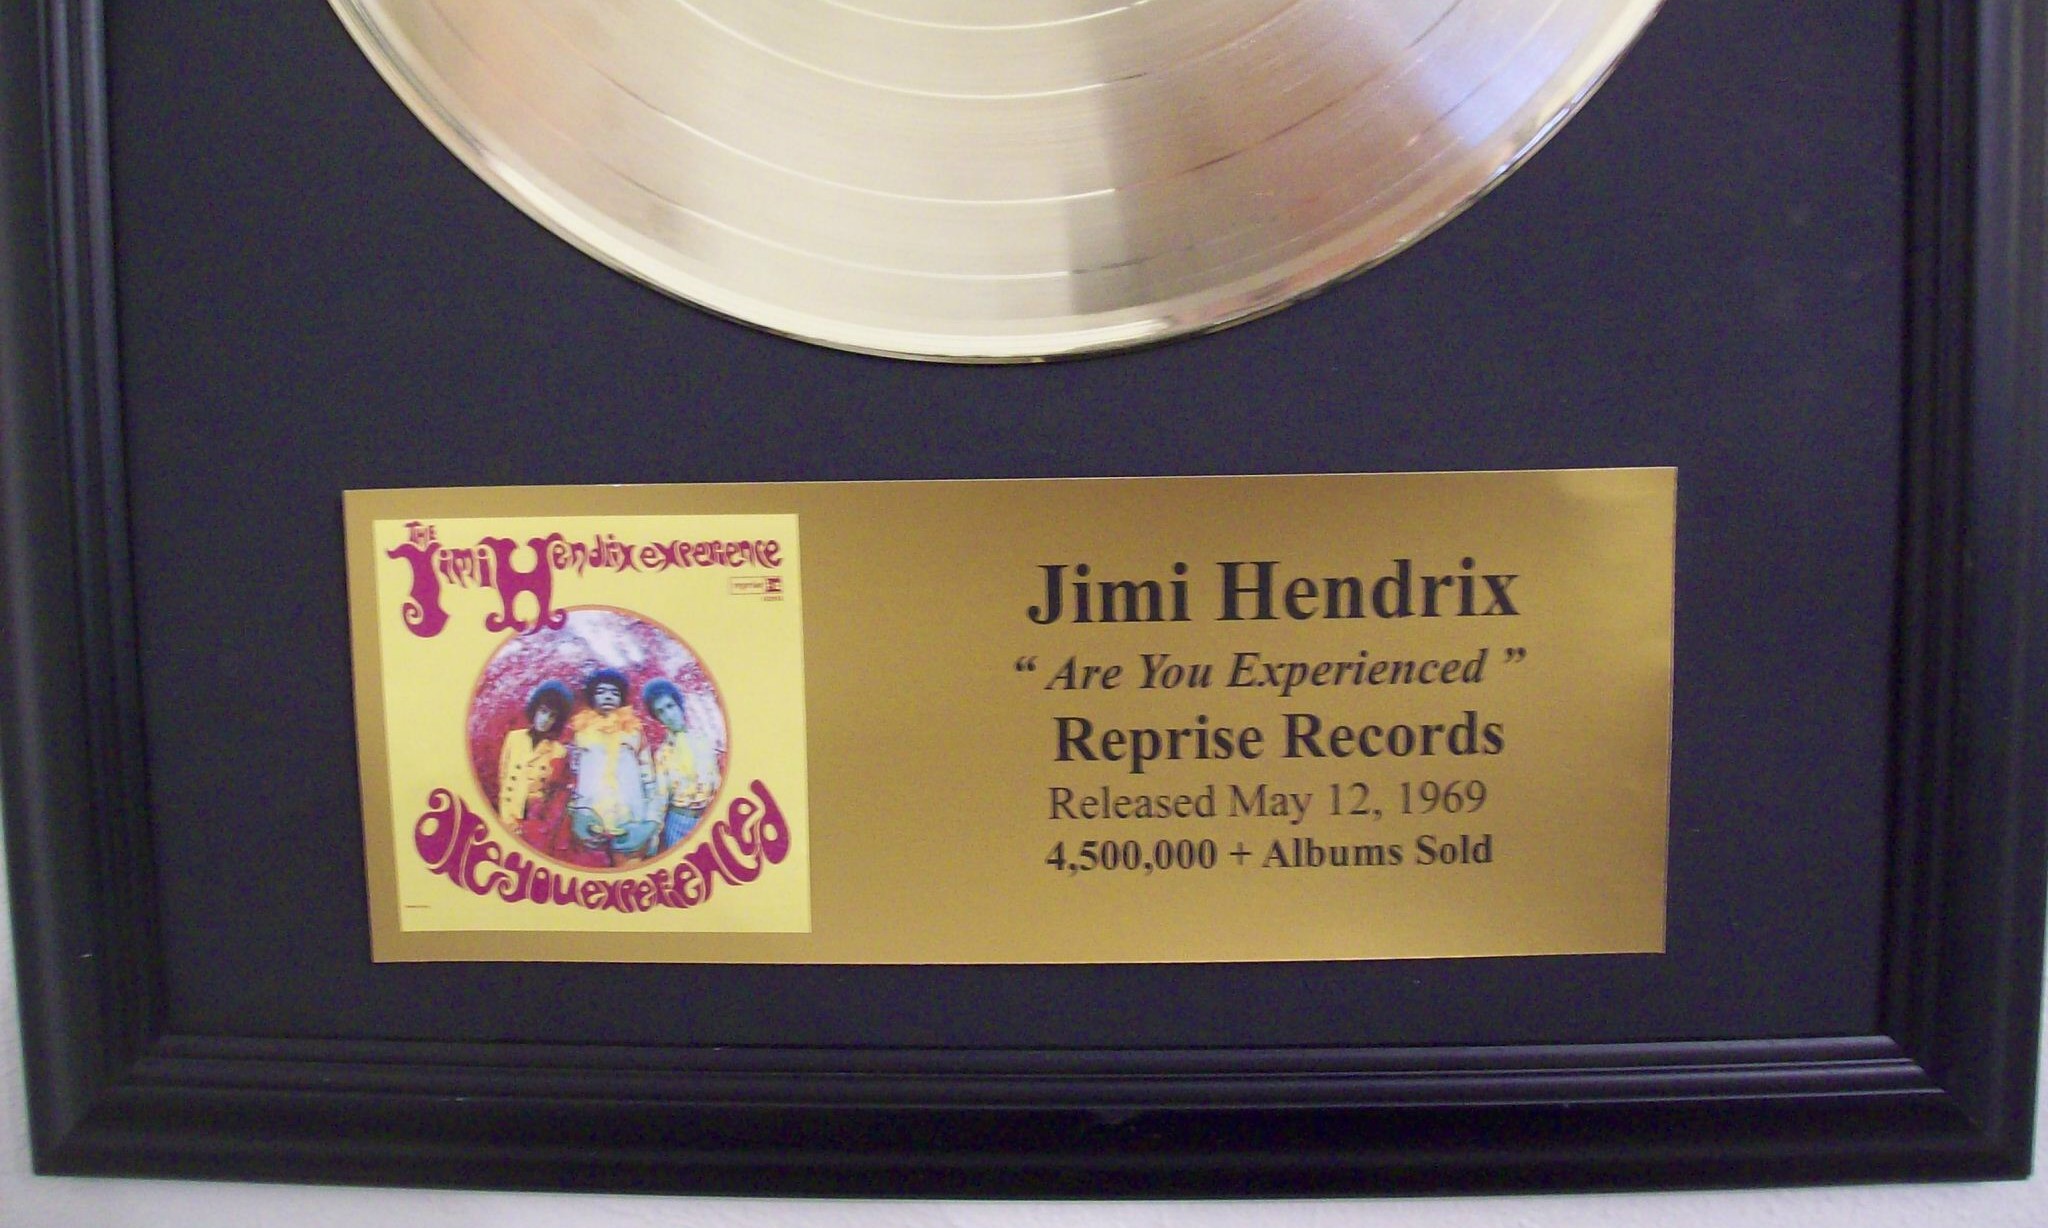 THE
Jimi Hendrix experience
reprise
are you experienced
Jimi Hendrix
“ Are You Experienced ”
Reprise Records
Released May 12, 1969
4,500,000 + Albums Sold